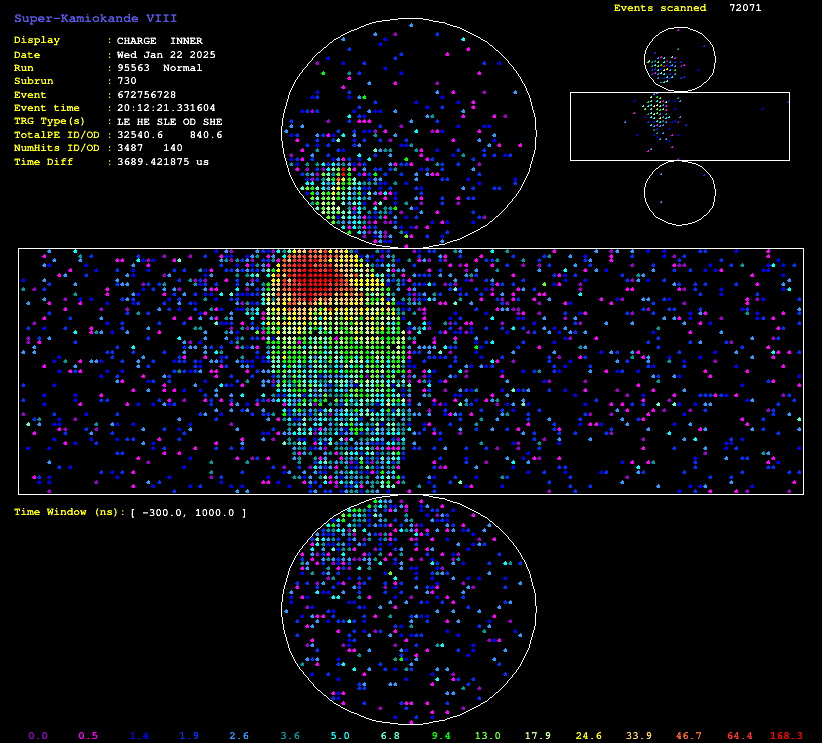 Events scanned 72071
Super-Kamiokande VIII
Display : CHARGE INNER
Date : Wed Jan 22 2025
Run : 95563 Normal
Subrun : 730
Event : 672756728
Event time : 20:12:21.331604
TRG Type(s) : LE HE SLE OD SHE
TotalPE ID/OD : 32540.6 840.6
NumHits ID/OD : 3487 140
Time Diff : 3689.421875 us
Time Window (ns): [ -300.0, 1000.0 ]
0.0 0.5 1.4 1.9 2.6 3.6 5.0 6.8 9.4 13.0 17.9 24.6 33.9 46.7 64.4 168.3